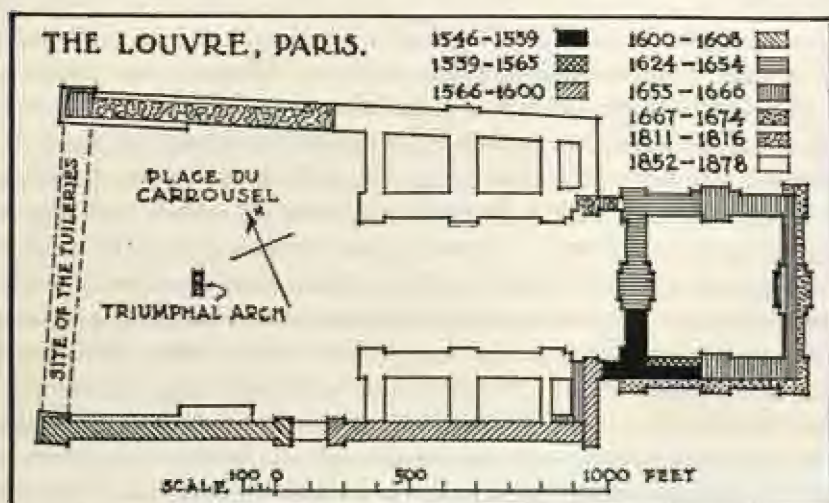 THE LOUVRE, PARIS.
1546-1559
1559-1565
1566-1600
1600-1608
1624-1654
1655-1666
1667-1674
1811-1816
1852-1878
PLACE DU
CARROUSEL
N
TRIUMPHAL ARCH
SITE OF THE TUILERIES
SCALE 100 0 500 1000 FEET